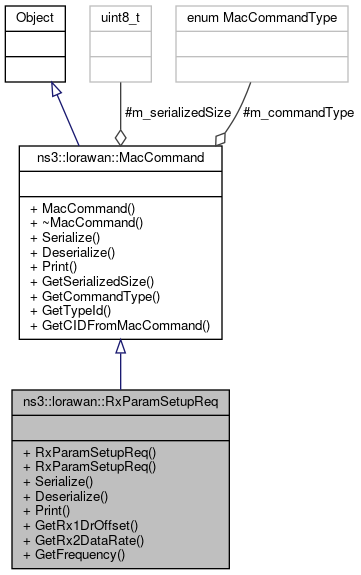 Object
uint8_t
enum MacCommandType
#m_serializedSize
#m_commandType
ns3::lorawan::MacCommand
+ MacCommand()
+ ~MacCommand()
+ Serialize()
+ Deserialize()
+ Print()
+ GetSerializedSize()
+ GetCommandType()
+ GetTypeId()
+ GetCIDFromMacCommand()
ns3::lorawan::RxParamSetupReq
+ RxParamSetupReq()
+ RxParamSetupReq()
+ Serialize()
+ Deserialize()
+ Print()
+ GetRx1DrOffset()
+ GetRx2DataRate()
+ GetFrequency()